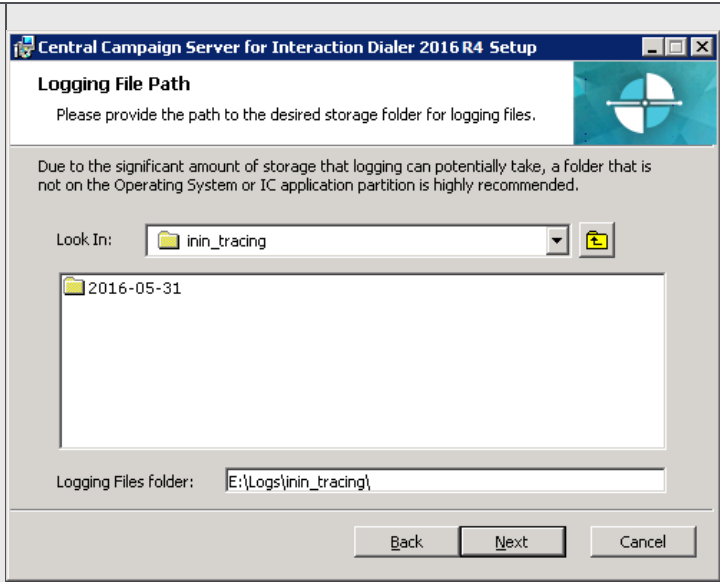 Central Campaign Server for Interaction Dialer 2016 R4 Setup
Logging File Path
Please provide the path to the desired storage folder for logging files.
Due to the significant amount of storage that logging can potentially take, a folder that is
not on the Operating System or IC application partition is highly recommended.
Look In: inin_tracing
2016-05-31
Logging Files folder: E:\Logs\inin_tracing\
Back Next Cancel